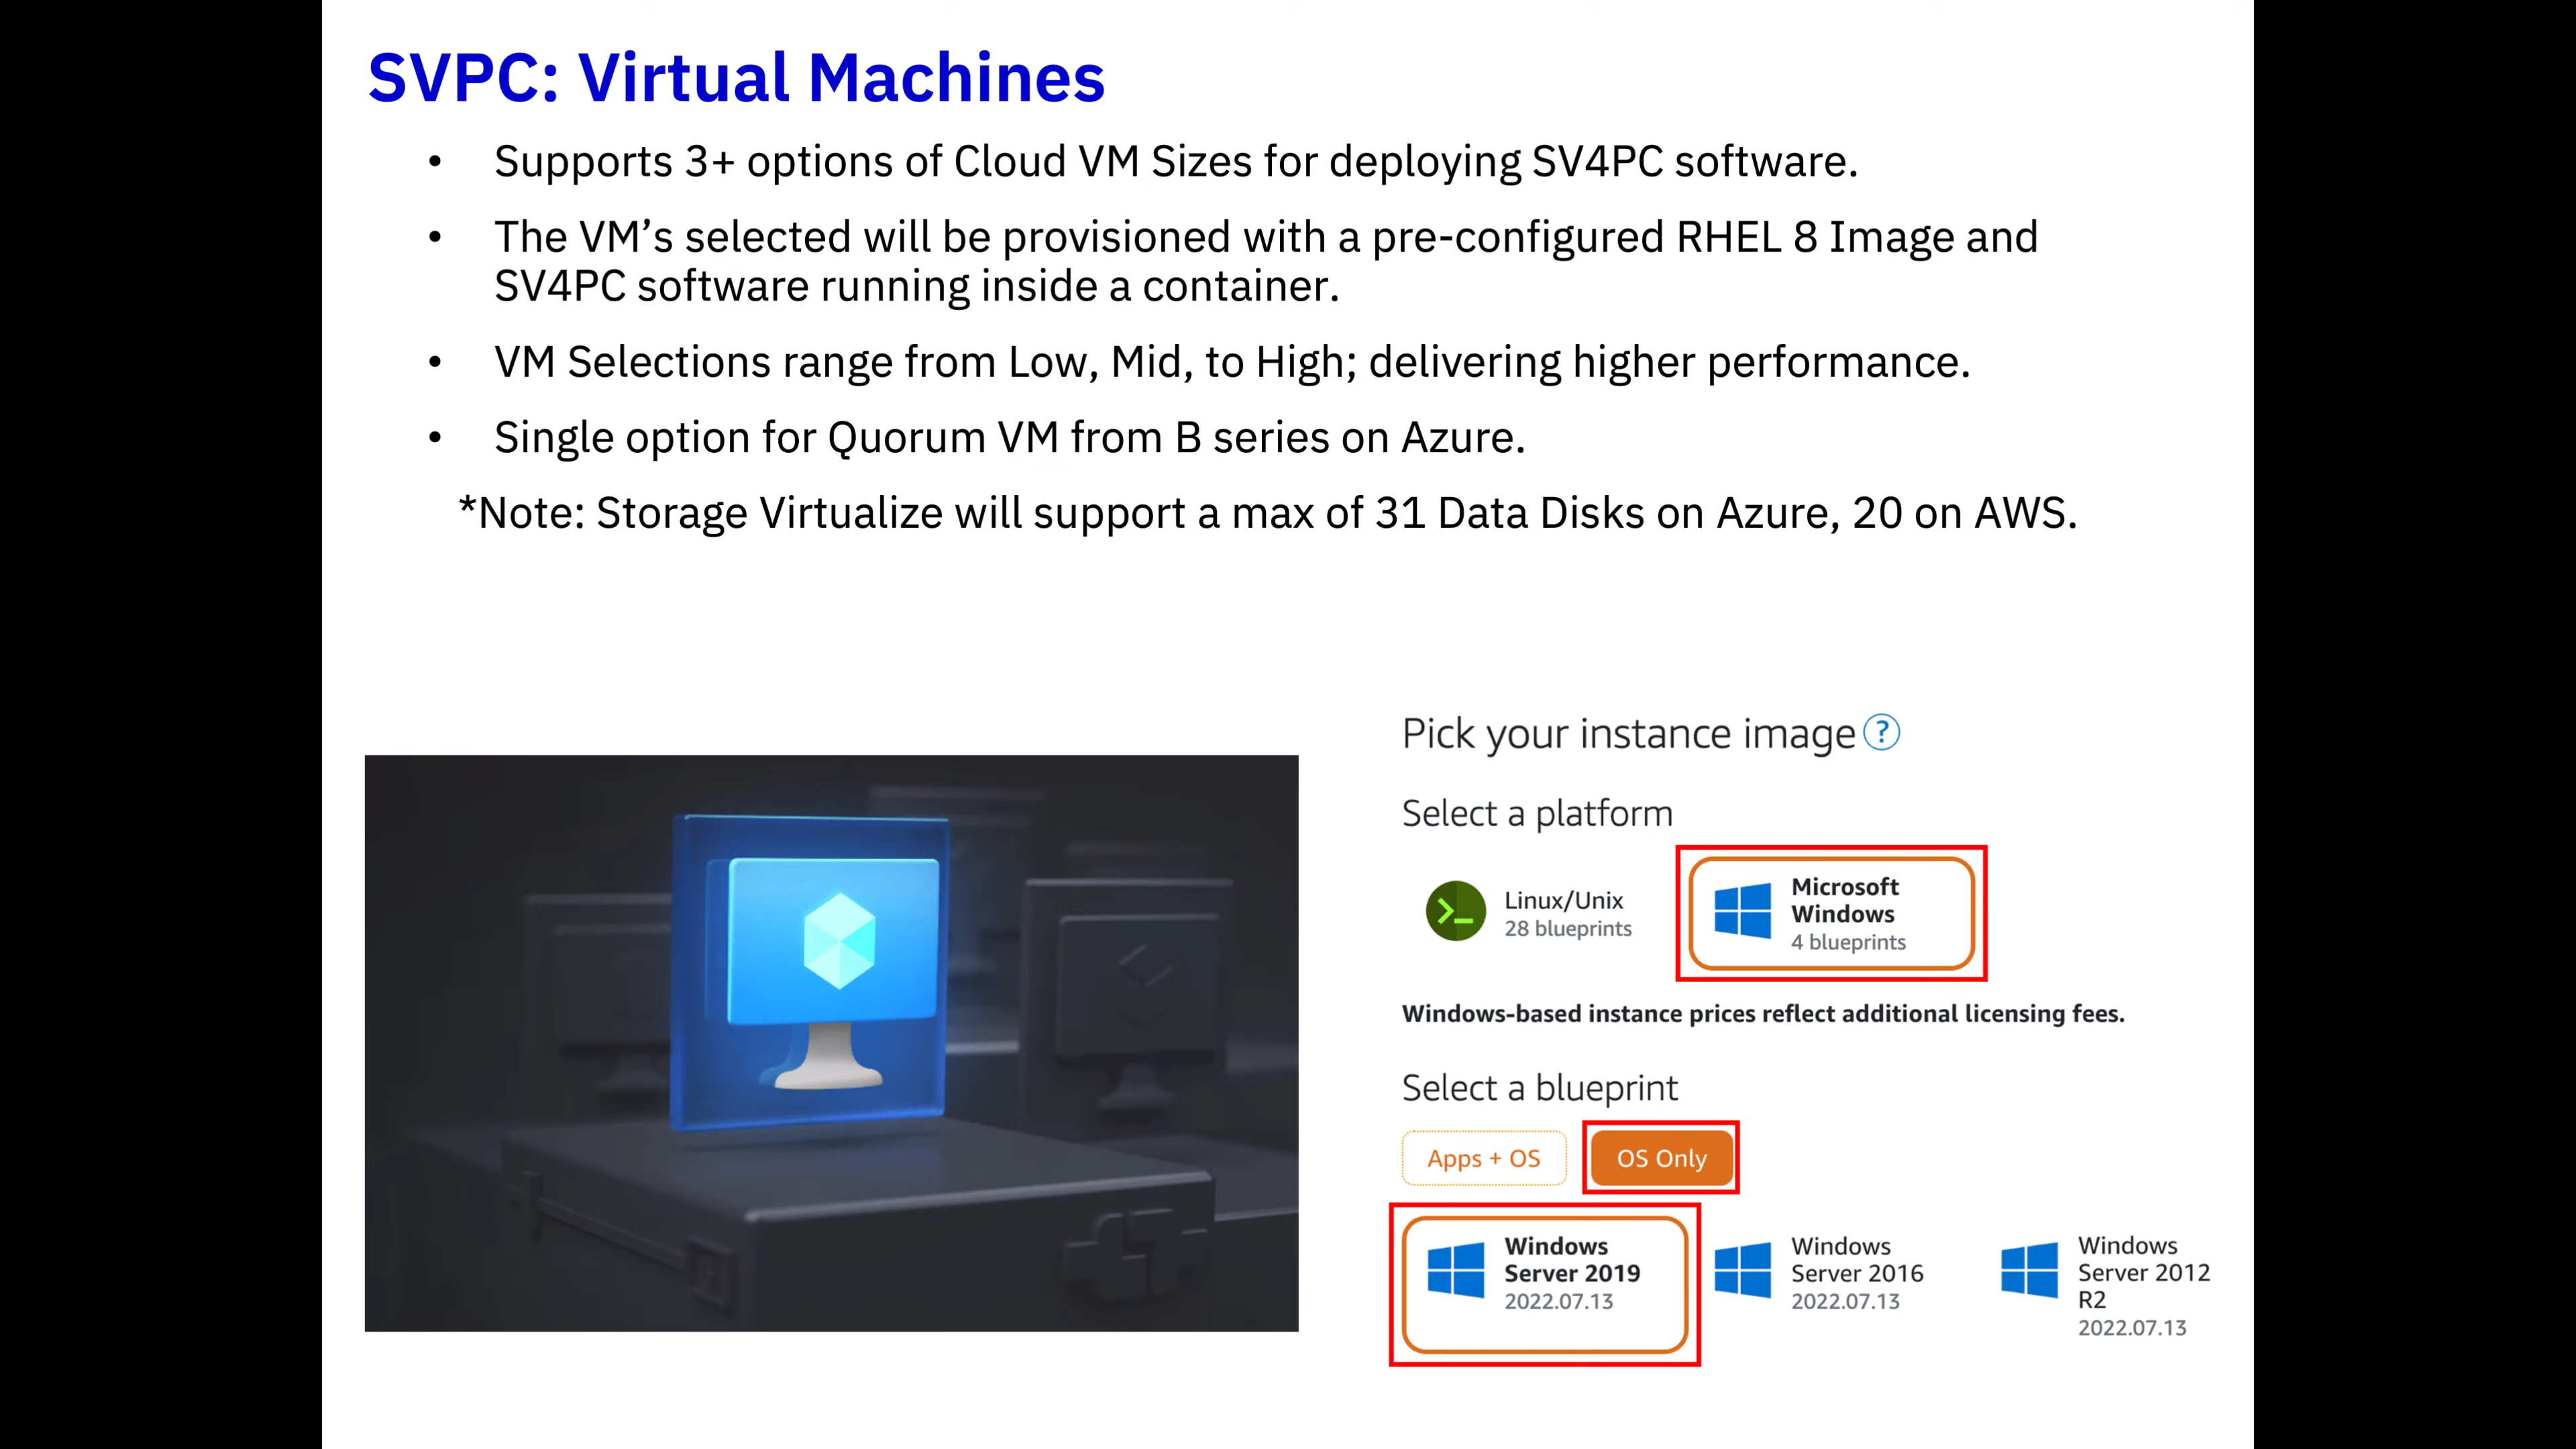 SVPC: Virtual Machines
• Supports 3+ options of Cloud VM Sizes for deploying SV4PC software.
• The VM’s selected will be provisioned with a pre-configured RHEL 8 Image and
SV4PC software running inside a container.
• VM Selections range from Low, Mid, to High; delivering higher performance.
• Single option for Quorum VM from B series on Azure.
*Note: Storage Virtualize will support a max of 31 Data Disks on Azure, 20 on AWS.
Pick your instance image ?
Select a platform
Linux/Unix
28 blueprints
Microsoft
Windows
4 blueprints
Windows-based instance prices reflect additional licensing fees.
Select a blueprint
Apps + OS
OS Only
Windows
Server 2019
2022.07.13
Windows
Server 2016
2022.07.13
Windows
Server 2012
R2
2022.07.13